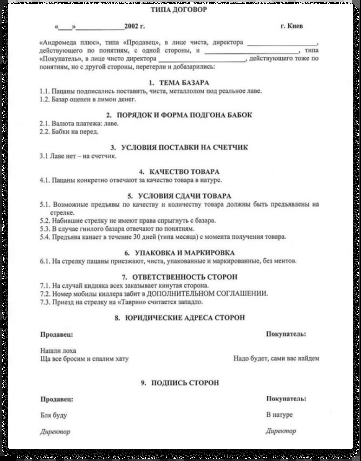 ТИПА ДОГОВОР
«____»____________2002 г. г. Киев
«Андромеда плюс», типа «Продавец», в лице чиста, директора ____________________,
действующего по понятиям, с одной стороны, и ____________________, типа
«Покупатель», в лице чисто директора ____________________, действующего тоже по
понятиям, но с другой стороны, перетерли и добазарились:
1. ТЕМА БАЗАРА
1.1. Пацаны подписались поставить, чиста, металлолом под реальное лаве.
1.2. Базар оценен в лимон денег.
2. ПОРЯДОК И ФОРМА ПОДГОНА БАБОК
2.1. Валюта платежа: лаве.
2.2. Бабки на перед.
3. УСЛОВИЯ ПОСТАВКИ НА СЧЕТЧИК
3.1 Лаве нет – на счетчик.
4. КАЧЕСТВО ТОВАРА
4.1. Пацаны конкретно отвечают за качество товара в натуре.
5. УСЛОВИЯ СДАЧИ ТОВАРА
5.1. Возможные предъявы по качеству и количеству товара должны быть предъявлены на
стрелке.
5.2. Набившие стрелку не имеют права спрыгнуть с базара.
5.3. В случае гнилого базара отвечают по понятиям.
5.4. Предъява канает в течение 30 дней (типа месяц) с момента получения товара.
6. УПАКОВКА И МАРКИРОВКА
6.1. На стрелку пацаны приезжают, чиста, упакованные и маркированные, без ментов.
7. ОТВЕТСТВЕННОСТЬ СТОРОН
7.1. На случай кидняка всех заказывает кинутая сторона.
7.2. Номер мобилы киллера забит в ДОПОЛНИТЕЛЬНОМ СОГЛАШЕНИИ.
7.3. Приезд на стрелку на «Таврии» считается западло.
8. ЮРИДИЧЕСКИЕ АДРЕСА СТОРОН
Продавец: Покупатель:
Нашли лоха
Ща все бросим и спалим хату Надо будет, сами вас найдем
9. ПОДПИСЬ СТОРОН
Продавец: Покупатель:
Бля буду В натуре
Директор Директор